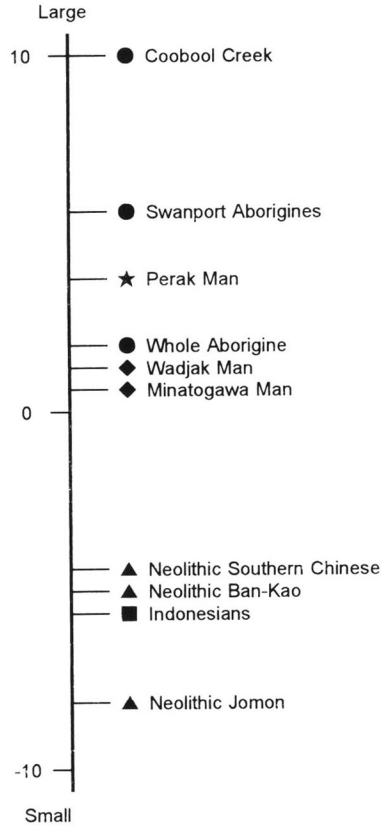 Large
10
Coobool Creek
Swanport Aborigines
Perak Man
Whole Aborigine
Wadjak Man
Minatogawa Man
0
Neolithic Southern Chinese
Neolithic Ban-Kao
Indonesians
Neolithic Jomon
-10
Small